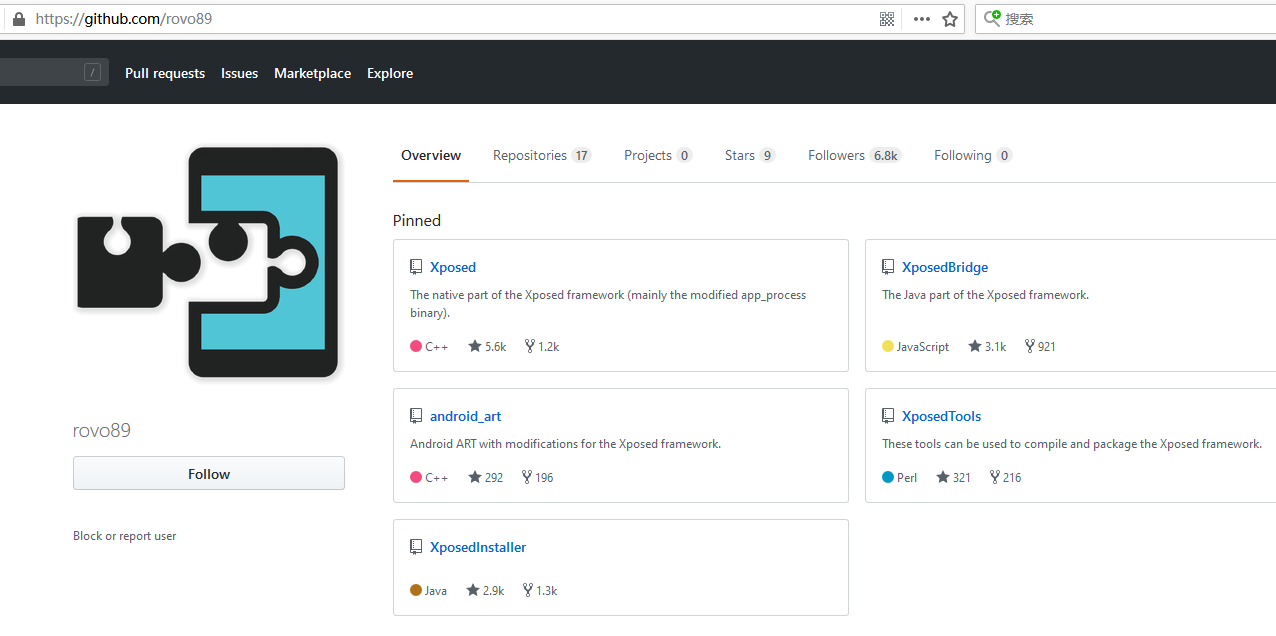 https://github.com/rovo89
搜索
/
Pull requests Issues Marketplace Explore
Overview Repositories 17 Projects 0 Stars 9 Followers 6.8k Following 0
rovo89
Follow
Block or report user
Pinned
Xposed
The native part of the Xposed framework (mainly the modified app_process
binary).
C++ 5.6k 1.2k
XposedBridge
The Java part of the Xposed framework.
JavaScript 3.1k 921
android_art
Android ART with modifications for the Xposed framework.
C++ 292 196
XposedTools
These tools can be used to compile and package the Xposed framework.
Perl 321 216
XposedInstaller
Java 2.9k 1.3k